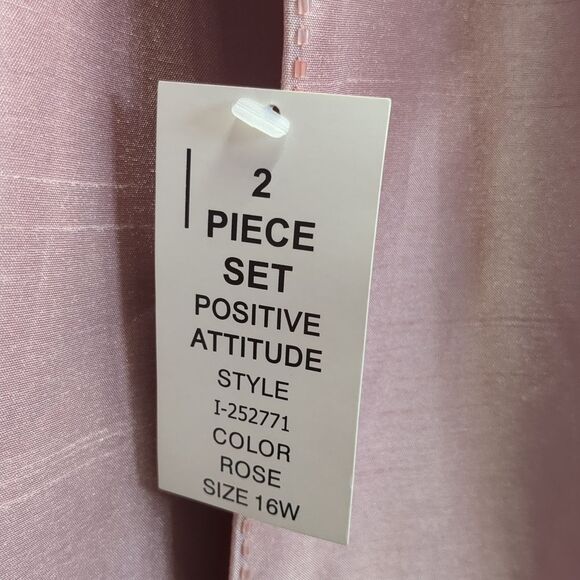 2
PIECE
SET
POSITIVE
ATTITUDE
STYLE
I-252771
COLOR
ROSE
SIZE 16W